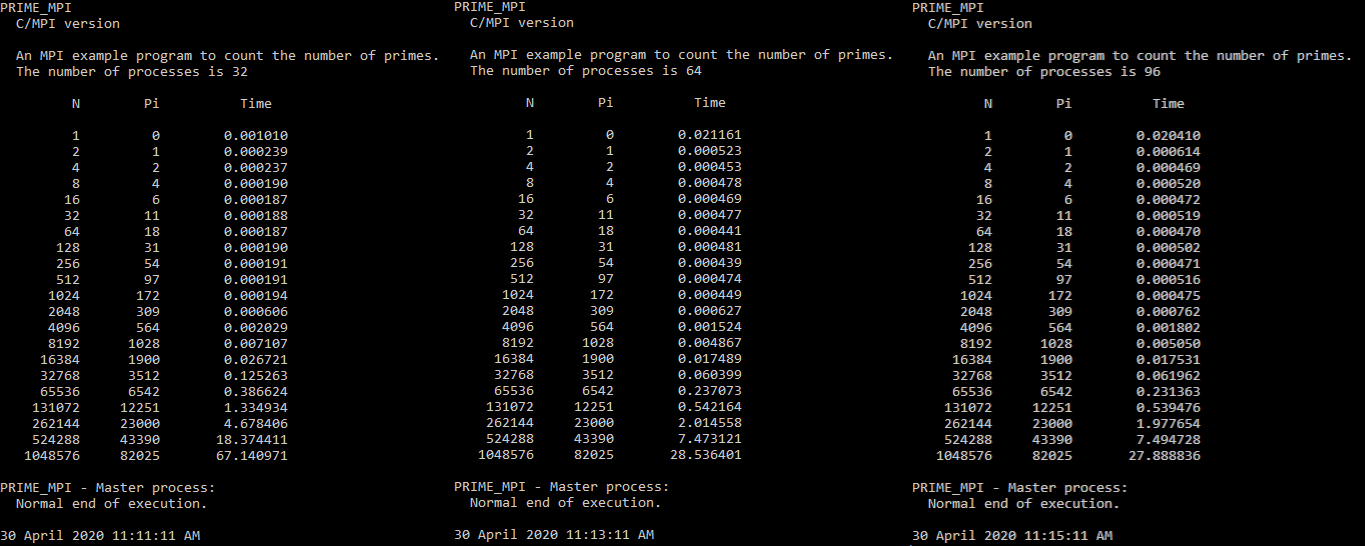 PRIME_MPI
C/MPI version
An MPI example program to count the number of primes.
The number of processes is 32
N Pi Time
1 0 0.001010
2 1 0.000239
4 2 0.000237
8 4 0.000190
16 6 0.000187
32 11 0.000188
64 18 0.000187
128 31 0.000190
256 54 0.000191
512 97 0.000191
1024 172 0.000194
2048 309 0.000606
4096 564 0.002029
8192 1028 0.007107
16384 1900 0.026721
32768 3512 0.125263
65536 6542 0.386624
131072 12251 1.334934
262144 23000 4.678406
524288 43390 18.374411
1048576 82025 67.140971
PRIME_MPI - Master process:
Normal end of execution.
30 April 2020 11:11:11 AM
PRIME_MPI
C/MPI version
An MPI example program to count the number of primes.
The number of processes is 64
N Pi Time
1 0 0.021161
2 1 0.000523
4 2 0.000453
8 4 0.000478
16 6 0.000469
32 11 0.000477
64 18 0.000441
128 31 0.000481
256 54 0.000439
512 97 0.000474
1024 172 0.000449
2048 309 0.000627
4096 564 0.001524
8192 1028 0.004867
16384 1900 0.017489
32768 3512 0.060399
65536 6542 0.237073
131072 12251 0.542164
262144 23000 2.014558
524288 43390 7.473121
1048576 82025 28.536401
PRIME_MPI - Master process:
Normal end of execution.
30 April 2020 11:13:11 AM
PRIME_MPI
C/MPI version
An MPI example program to count the number of primes.
The number of processes is 96
N Pi Time
1 0 0.020410
2 1 0.000614
4 2 0.000469
8 4 0.000520
16 6 0.000472
32 11 0.000519
64 18 0.000470
128 31 0.000502
256 54 0.000471
512 97 0.000516
1024 172 0.000475
2048 309 0.000762
4096 564 0.001802
8192 1028 0.005050
16384 1900 0.017531
32768 3512 0.061962
65536 6542 0.231363
131072 12251 0.539476
262144 23000 1.977654
524288 43390 7.494728
1048576 82025 27.888836
PRIME_MPI - Master process:
Normal end of execution.
30 April 2020 11:15:11 AM